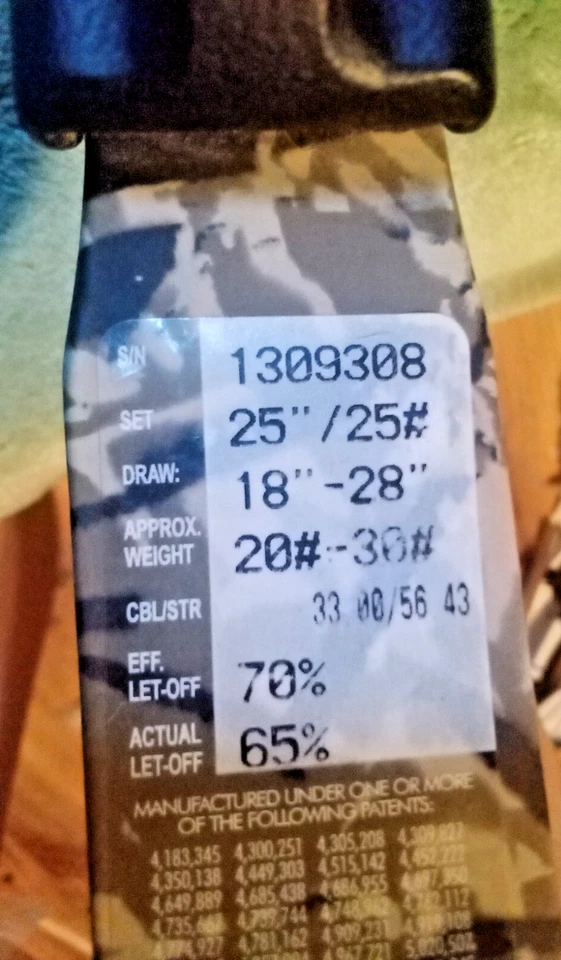 S/N 1309308
SET 25"/25#
DRAW: 18"-28"
APPROX. WEIGHT 20#-30#
CBL/STR 33 00/56 43
EFF. LET-OFF 70%
ACTUAL LET-OFF 65%
MANUFACTURED UNDER ONE OR MORE
OF THE FOLLOWING PATENTS:
4,183,345 4,300,251 4,305,208
4,350,138 4,449,303 4,515,142
4,649,889 4,685,438 4,686,955
4,781,162 4,909,231